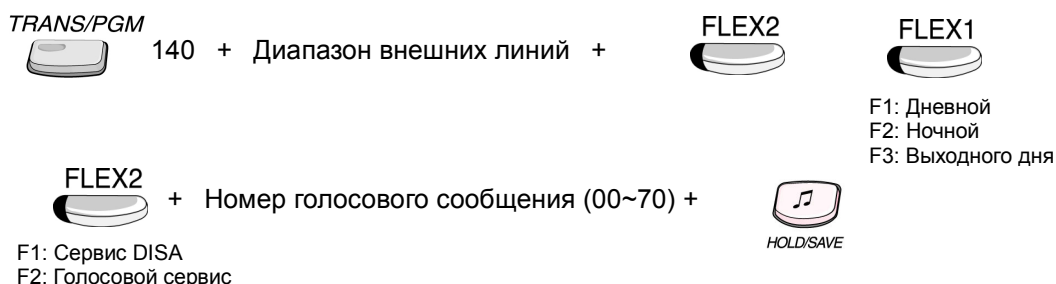 TRANS/PGM 140 + Диапазон внешних линий + FLEX2 FLEX1
F1: Дневной
F2: Ночной
F3: Выходного дня
FLEX2 + Номер голосового сообщения (00~70) +
HOLD/SAVE
F1: Сервис DISA
F2: Голосовой сервис